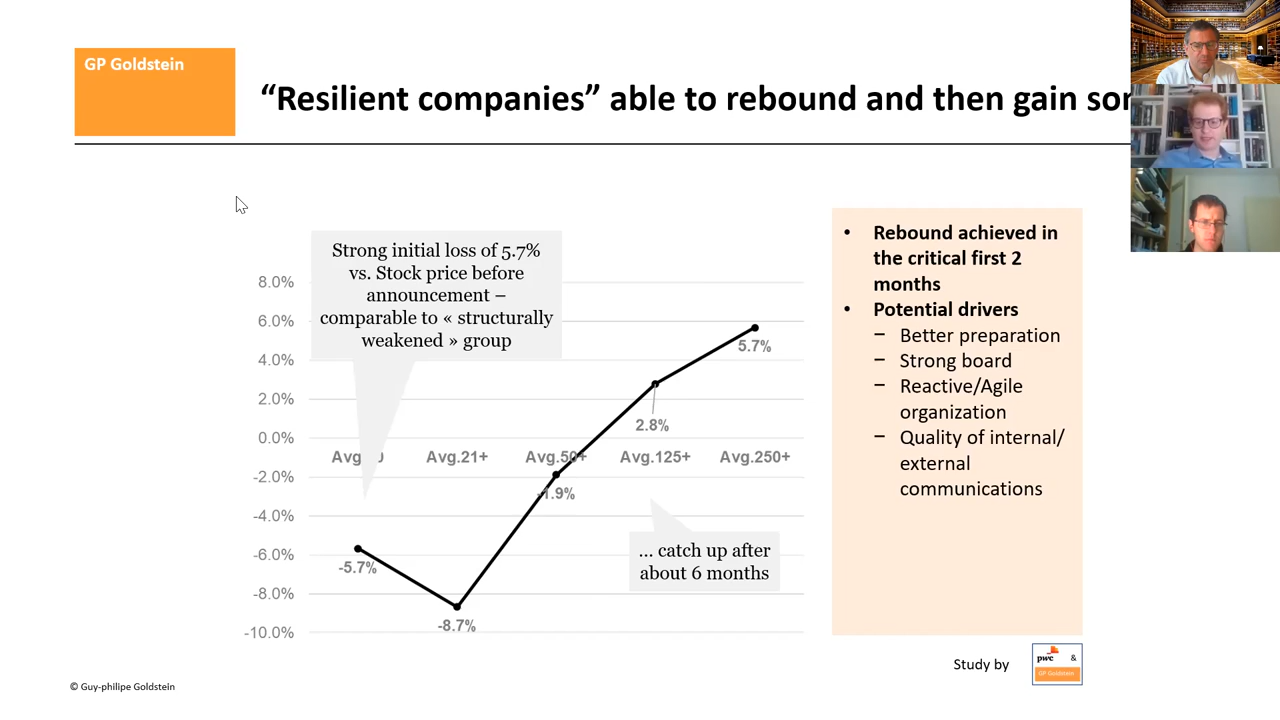 GP Goldstein
“Resilient companies” able to rebound and then gain
Strong initial loss of 5.7%
vs. Stock price before
announcement –
comparable to « structurally
weakened » group
8.0%
6.0%
4.0%
2.0%
0.0%
-2.0%
-4.0%
-6.0%
-8.0%
-10.0%
Avg.21+
Avg.50+
Avg.125+
Avg.250+
-5.7%
-8.7%
-1.9%
2.8%
5.7%
... catch up after
about 6 months
• Rebound achieved in
the critical first 2
months
• Potential drivers
− Better preparation
− Strong board
− Reactive/Agile
organization
− Quality of internal/
external
communications
Study by
pwc &
GP Goldstein
© Guy-philipe Goldstein